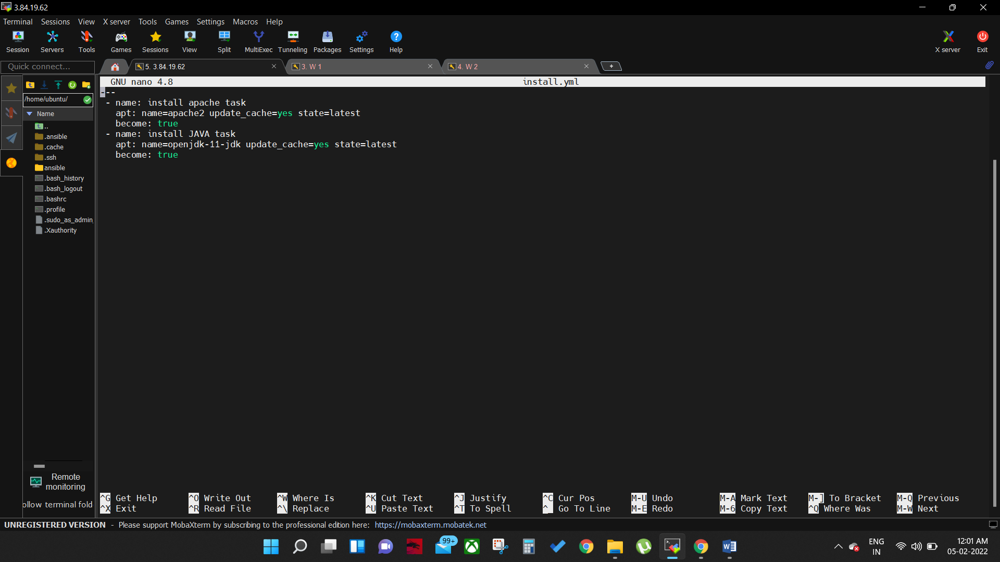 3.84.19.62
Terminal Sessions View X server Tools Games Settings Macros Help
Session Servers Tools Games Sessions View Split MultiExec Tunneling Packages Settings Help X server Exit
Quick connect...
5. 3.84.19.62
3. W 1
4. W 2
/home/ubuntu/
Name
..
.ansible
.cache
.ssh
ansible
.bash_history
.bash_logout
.bashrc
.profile
.sudo_as_admin_
.Xauthority
Remote
monitoring
ollow terminal fold
GNU nano 4.8 install.yml
---
- name: install apache task
apt: name=apache2 update_cache=yes state=latest
become: true
- name: install JAVA task
apt: name=openjdk-11-jdk update_cache=yes state=latest
become: true
^G Get Help ^O Write Out ^W Where Is ^K Cut Text ^J Justify ^C Cur Pos M-U Undo M-A Mark Text M-] To Bracket M-Q Previous
^X Exit ^R Read File ^\ Replace ^U Paste Text ^T To Spell ^_ Go To Line M-E Redo M-6 Copy Text ^Q Where Was M-W Next
UNREGISTERED VERSION - Please support MobaXterm by subscribing to the professional edition here: https://mobaxterm.mobatek.net
99+
ENG
IN
12:01 AM
05-02-2022